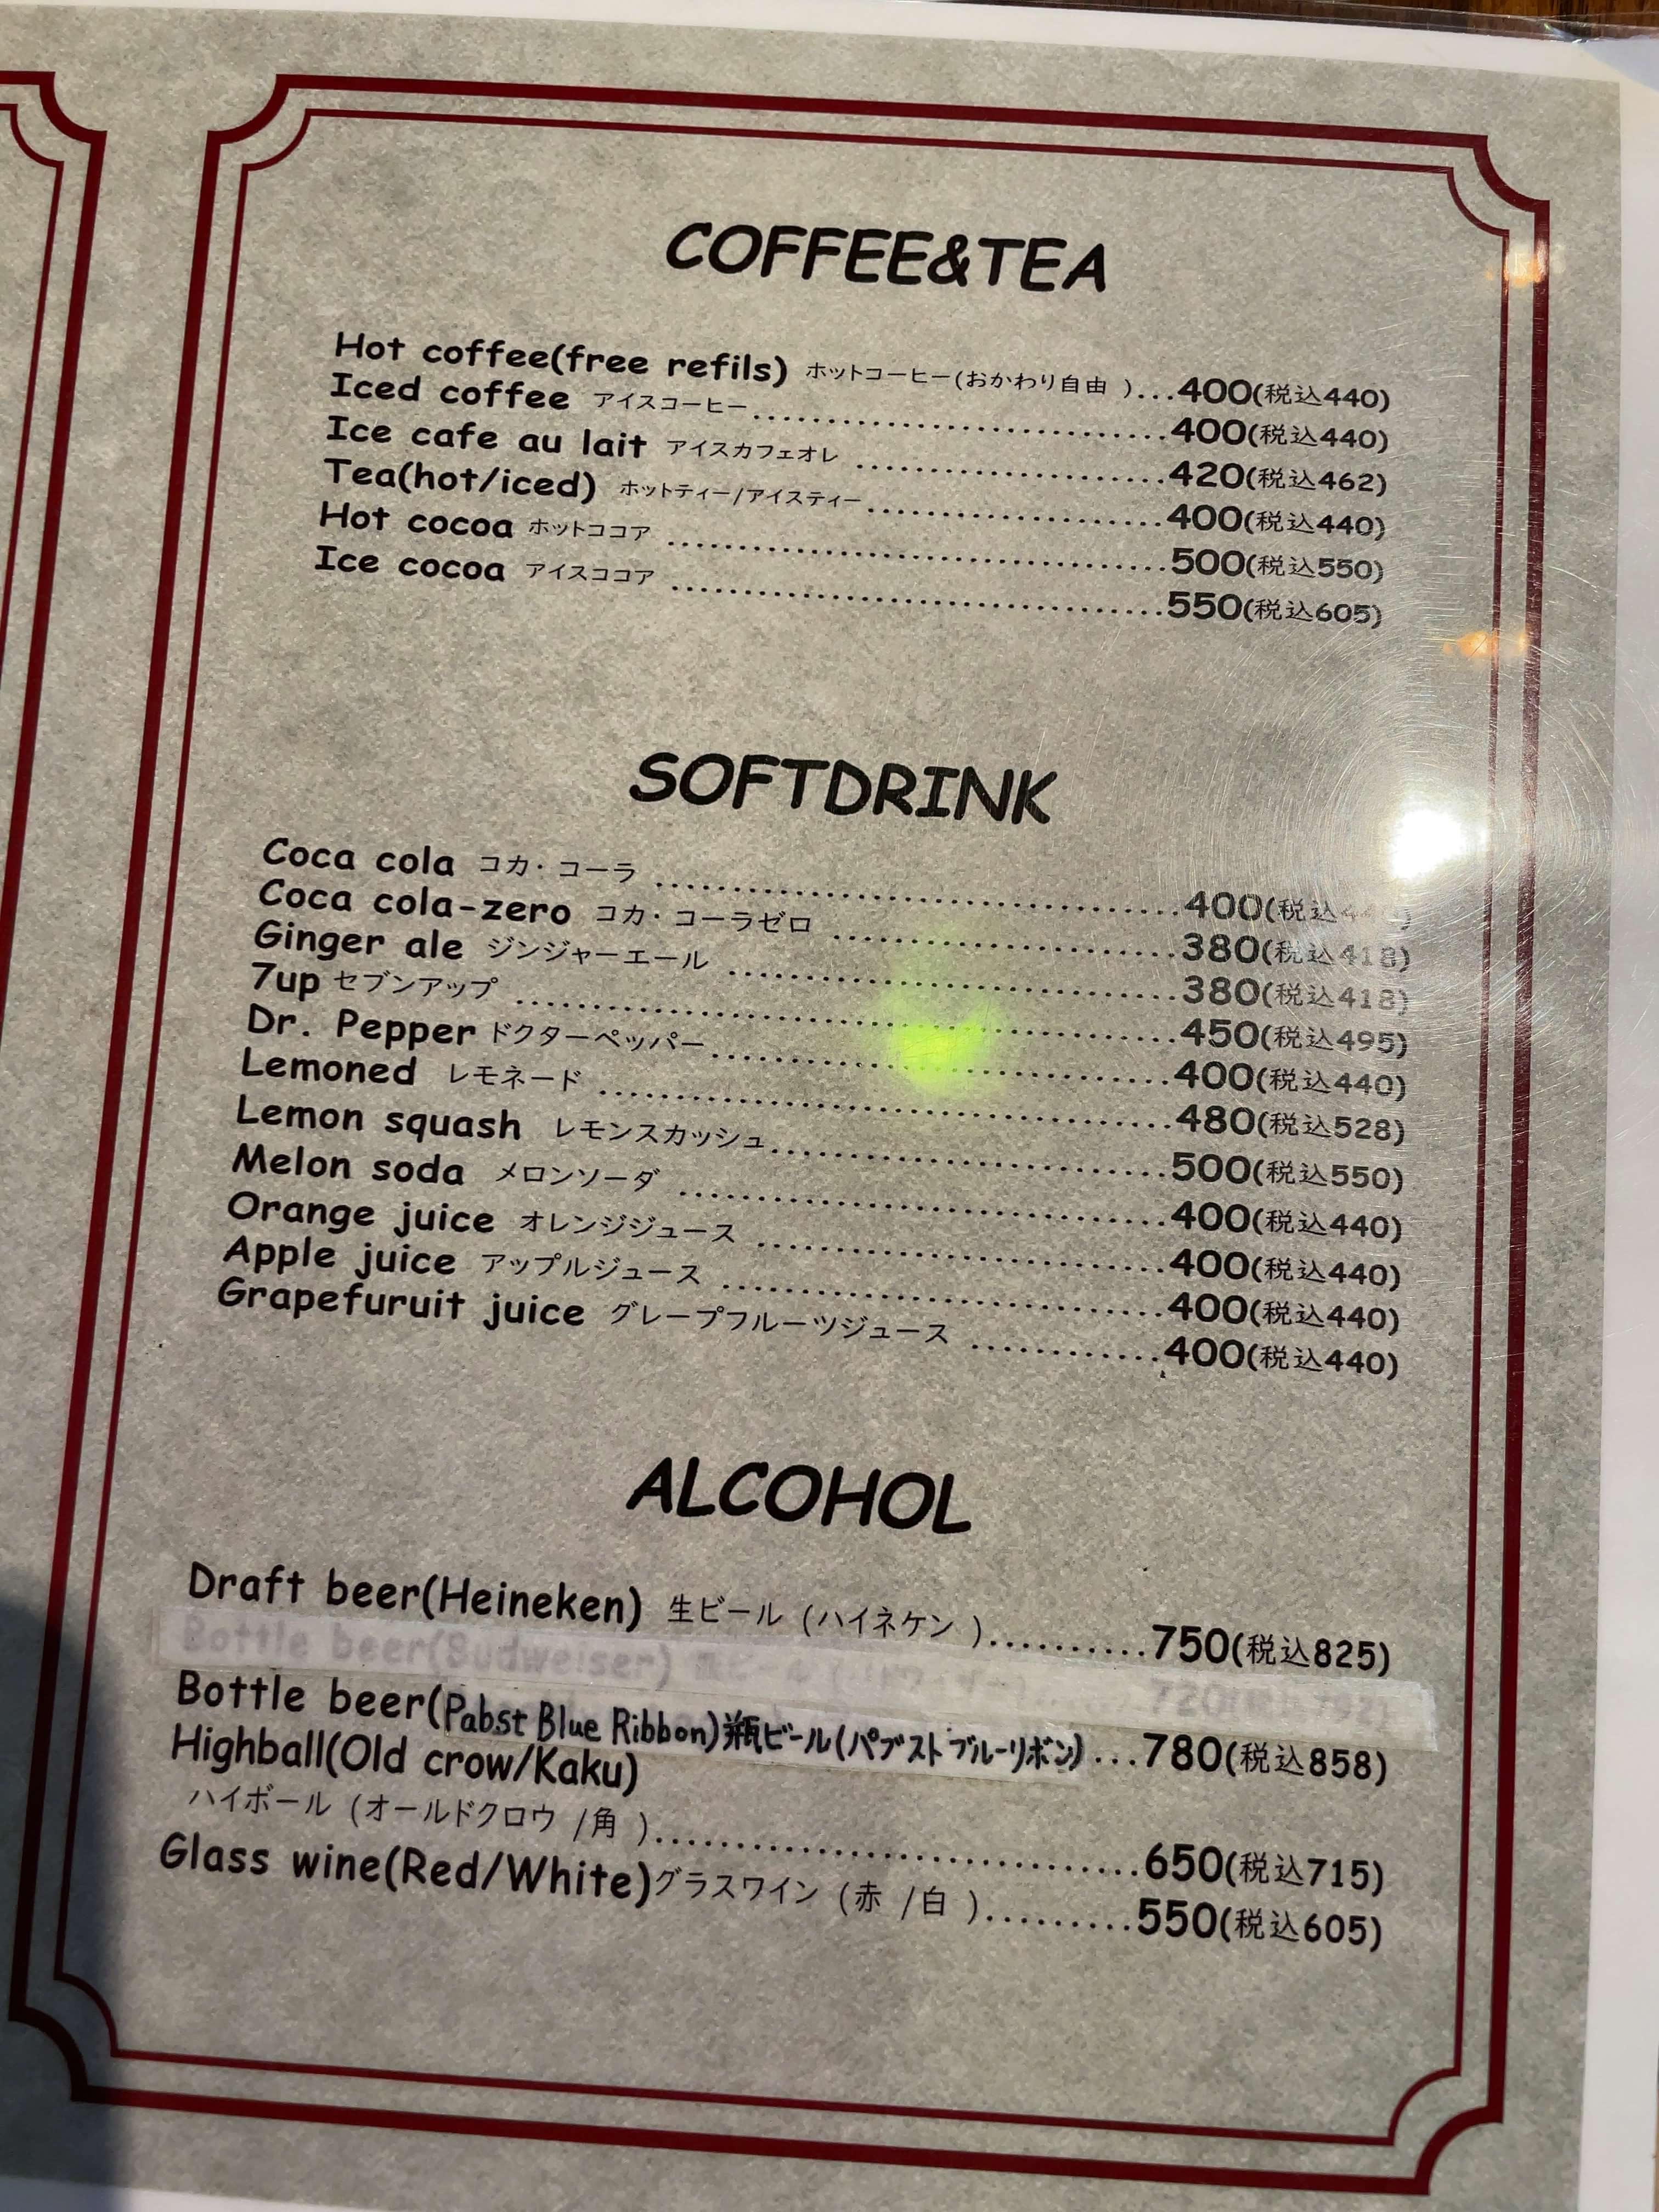 COFFEE&TEA
Hot coffee(free refils) ホットコーヒー(おかわり自由 )...400(税込440)
Iced coffee アイスコーヒー........................400(税込440)
Ice cafe au lait アイスカフェオレ ..................420(税込462)
Tea(hot/iced) ホットティー/アイスティー.................400(税込440)
Hot cocoa ホットココア .............................500(税込550)
Ice cocoa アイスココア .............................550(税込605)
SOFTDRINK
Coca cola コカ・コーラ ..............................400(税込
Coca cola-zero コカ・コーラゼロ ....................380(税込418)
Ginger ale ジンジャーエール .........................380(税込418)
7up セブンアップ ......................................450(税込495)
Dr. Pepper ドクターペッパー..........................400(税込440)
Lemoned レモネード .................................480(税込528)
Lemon squash レモンスカッシュ.......................500(税込550)
Melon soda メロンソーダ ............................400(税込440)
Orange juice オレンジジュース .......................400(税込440)
Apple juice アップルジュース .........................400(税込440)
Grapefuruit juice グレープフルーツジュース ...........400(税込440)
ALCOHOL
Draft beer(Heineken) 生ビール (ハイネケン )..........750(税込825)
Bottle beer(Budweiser) 720
Bottle beer(Pabst Blue Ribbon)瓶ビール(パブスト ブルーリボン)...780(税込858)
Highball(Old crow/Kaku)
ハイボール (オールドクロウ /角 )..............................650(税込715)
Glass wine(Red/White)グラスワイン (赤 /白 ).........550(税込605)